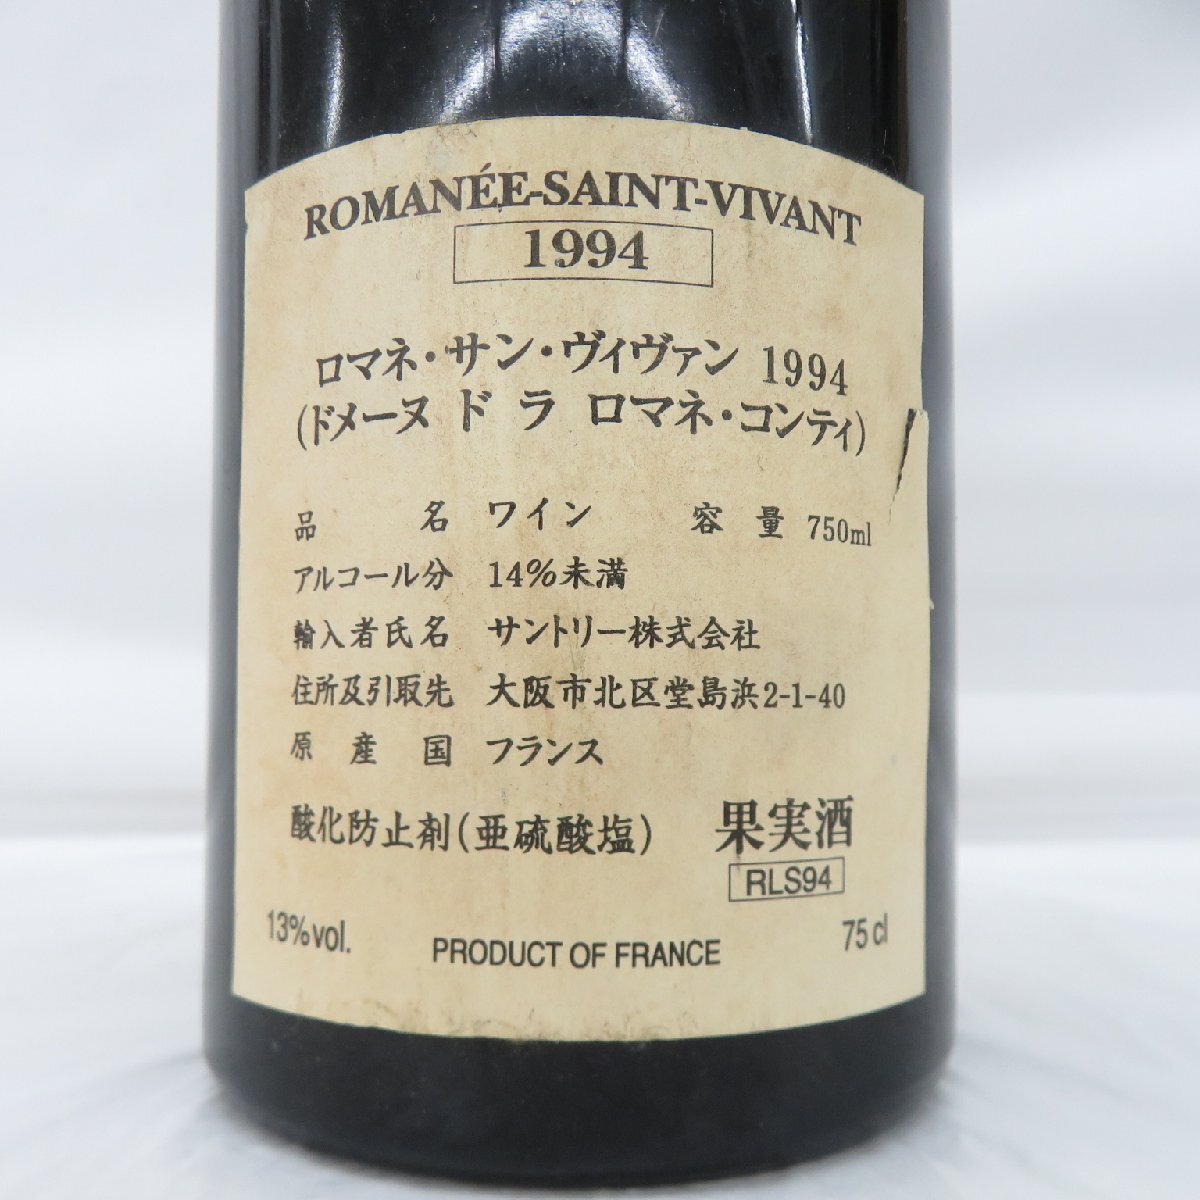 ROMANÉE-SAINT-VIVANT
1994
ロマネ・サン・ヴィヴァン 1994
(ドメーヌ ド ラ ロマネ・コンティ)
品名 ワイン 容量 750ml
アルコール分 14%未満
輸入者氏名 サントリー株式会社
住所及引取先 大阪市北区堂島浜2-1-40
原産国 フランス
酸化防止剤(亜硫酸塩) 果実酒
RLS94
13%vol. PRODUCT OF FRANCE 75 cl